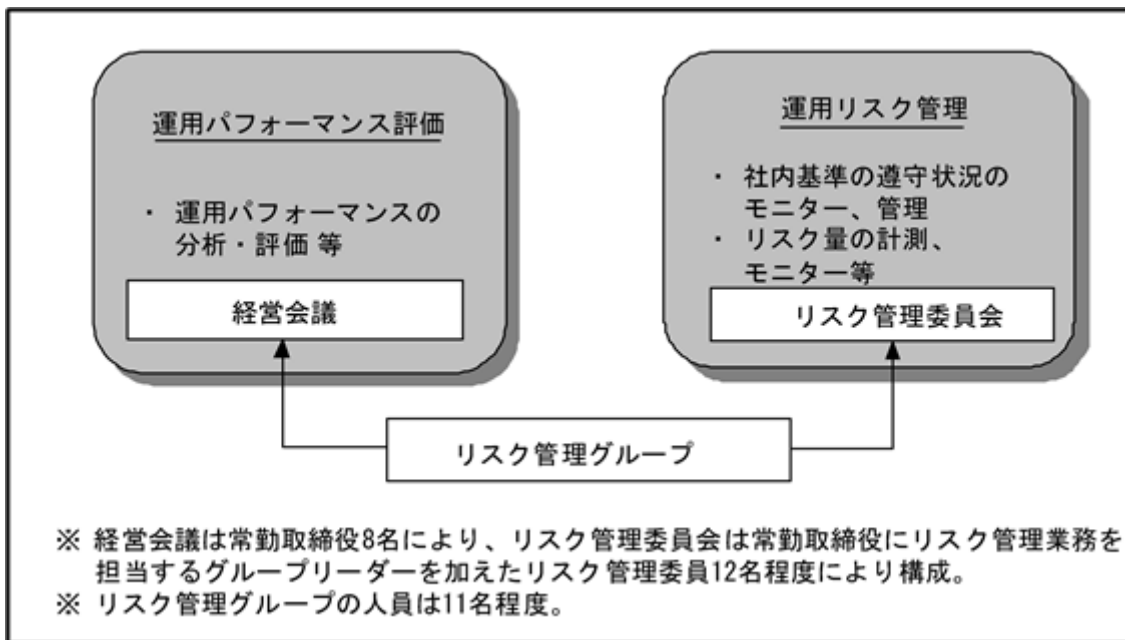 運用パフォーマンス評価
・ 運用パフォーマンスの
分析・評価 等
経営会議
運用リスク管理
・ 社内基準の遵守状況の
モニター、管理
・ リスク量の計測、
モニター等
リスク管理委員会
リスク管理グループ
※ 経営会議は常勤取締役8名により、リスク管理委員会は常勤取締役にリスク管理業務を
担当するグループリーダーを加えたリスク管理委員12名程度により構成。
※ リスク管理グループの人員は11名程度。